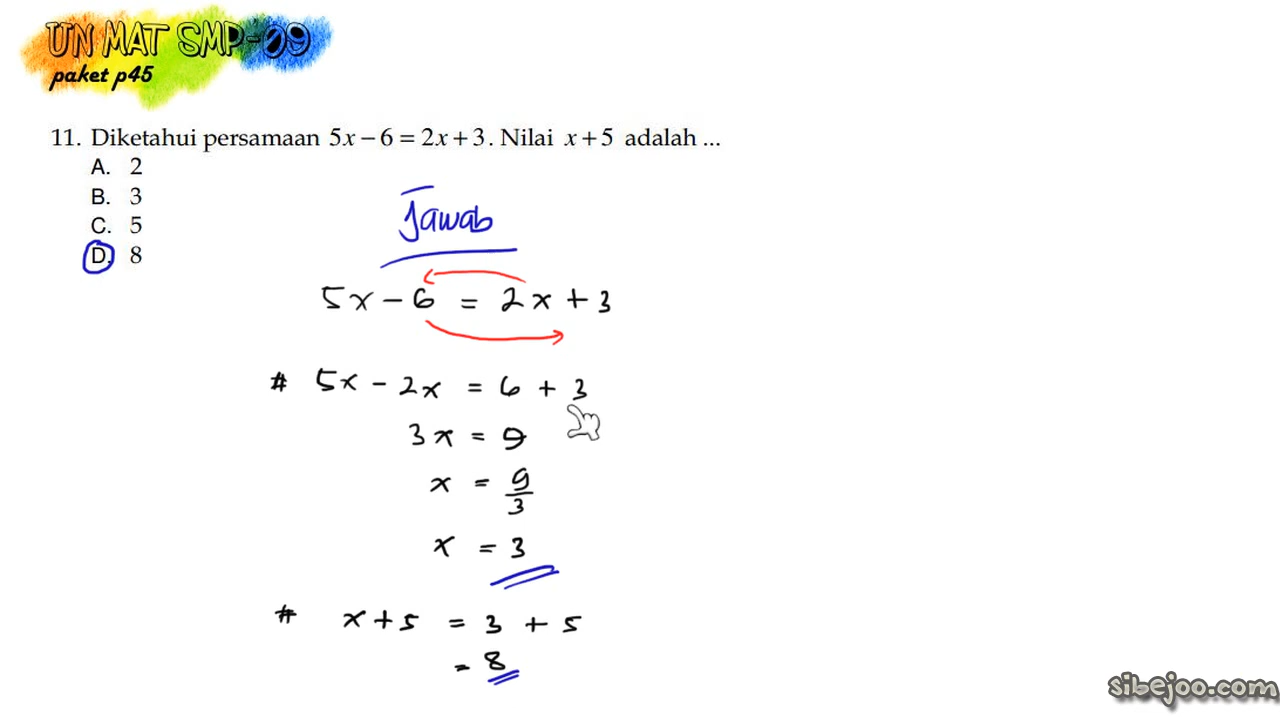 UN MAT SMP-09
paket p45
11. Diketahui persamaan 5x − 6 = 2x + 3. Nilai x + 5 adalah ...
A. 2
B. 3
C. 5
D. 8
Jawab
5x − 6 = 2x + 3
# 5x − 2x = 6 + 3
3x = 9
x = 9/3
x = 3
# x + 5 = 3 + 5
= 8
sibejoo.com